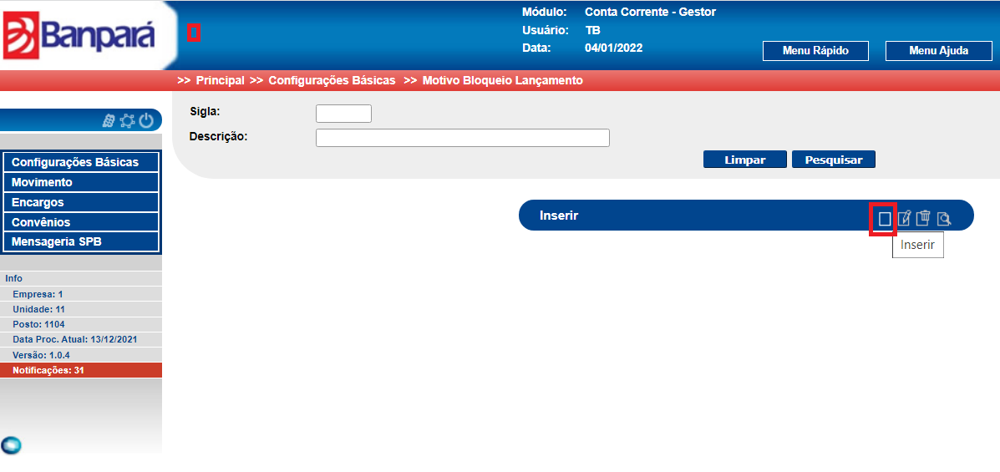 Banpará
Módulo: Conta Corrente - Gestor
Usuário: TB
Data: 04/01/2022
Menu Rápido
Menu Ajuda
>> Principal >> Configurações Básicas >> Motivo Bloqueio Lançamento
Sigla:
Descrição:
Limpar
Pesquisar
Configurações Básicas
Movimento
Encargos
Convênios
Mensageria SPB
Inserir
Inserir
Info
Empresa: 1
Unidade: 11
Posto: 1104
Data Proc. Atual: 13/12/2021
Versão: 1.0.4
Notificações: 31